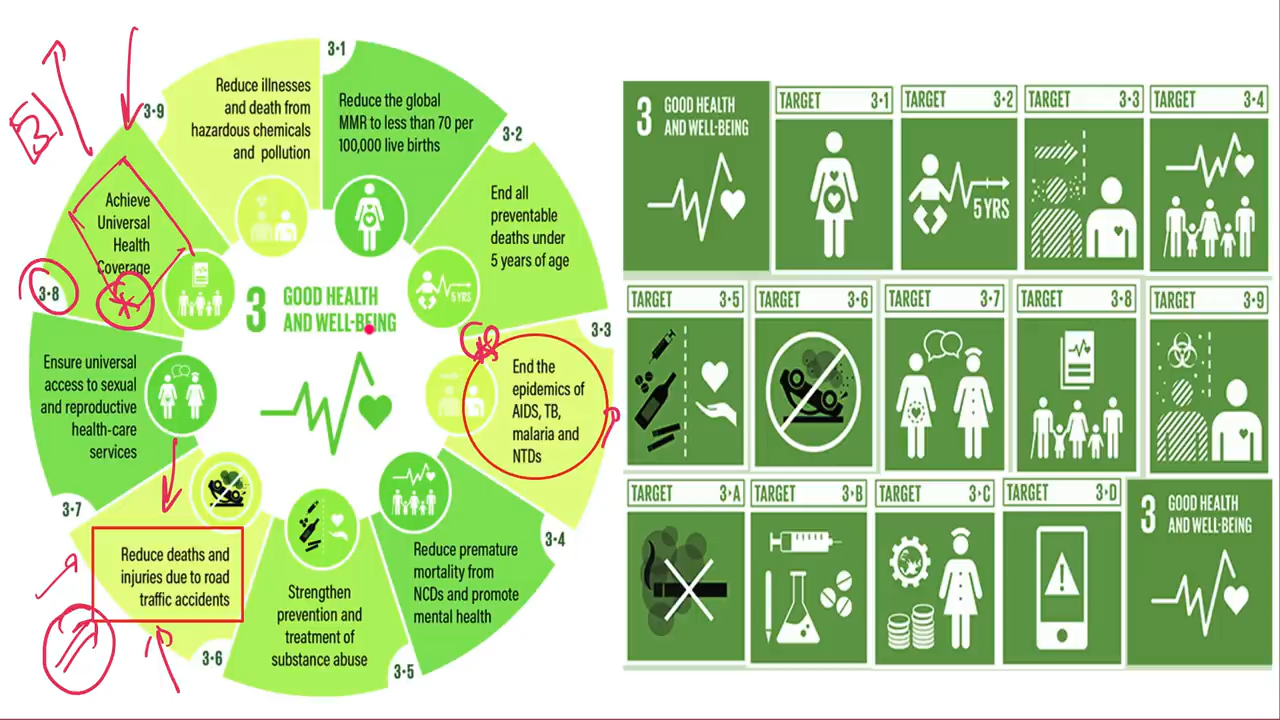 3·1
Reduce the global
MMR to less than 70 per
100,000 live births
3·2
End all
preventable
deaths under
5 years of age
5 YRS
3·3
End the
epidemics of
AIDS, TB,
malaria and
NTDs
3·4
Reduce premature
mortality from
NCDs and promote
mental health
3·5
Strengthen
prevention and
treatment of
substance abuse
3·6
Reduce deaths and
injuries due to road
traffic accidents
3·7
Ensure universal
access to sexual
and reproductive
health-care
services
3·8
Achieve
Universal
Health
Coverage
3·9
Reduce illnesses
and death from
hazardous chemicals
and pollution
3 GOOD HEALTH
AND WELL-BEING
3 GOOD HEALTH
AND WELL-BEING
TARGET 3·1
TARGET 3·2
5 YRS
TARGET 3·3
TARGET 3·4
TARGET 3·5
TARGET 3·6
TARGET 3·7
TARGET 3·8
TARGET 3·9
TARGET 3·A
TARGET 3·B
TARGET 3·C
TARGET 3·D
3 GOOD HEALTH
AND WELL-BEING